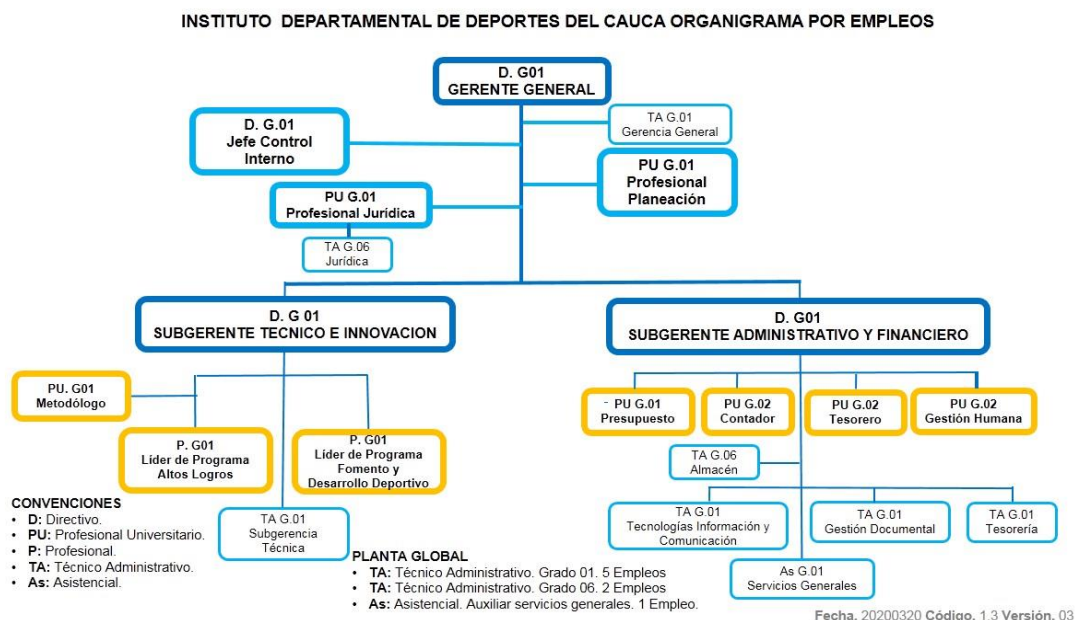 INSTITUTO DEPARTAMENTAL DE DEPORTES DEL CAUCA ORGANIGRAMA POR EMPLEOS
D. G01
GERENTE GENERAL
TA G.01
Gerencia General
D. G.01
Jefe Control
Interno
PU G.01
Profesional
Planeación
PU G.01
Profesional Jurídica
TA G.06
Jurídica
D. G 01
SUBGERENTE TECNICO E INNOVACION
D. G01
SUBGERENTE ADMINISTRATIVO Y FINANCIERO
PU. G01
Metodólogo
P. G01
Líder de Programa
Altos Logros
P. G01
Líder de Programa
Fomento y
Desarrollo Deportivo
TA G.01
Subgerencia
Técnica
- PU G.01
Presupuesto
PU G.02
Contador
PU G.02
Tesorero
PU G.02
Gestión Humana
TA G.06
Almacén
TA G.01
Tecnologías Información y
Comunicación
TA G.01
Gestión Documental
TA G.01
Tesorería
As G.01
Servicios Generales
CONVENCIONES
• D: Directivo.
• PU: Profesional Universitario.
• P: Profesional.
• TA: Técnico Administrativo.
• As: Asistencial.
PLANTA GLOBAL
• TA: Técnico Administrativo. Grado 01. 5 Empleos
• TA: Técnico Administrativo. Grado 06. 2 Empleos
• As: Asistencial. Auxiliar servicios generales. 1 Empleo.
Fecha. 20200320 Código. 1.3 Versión. 03